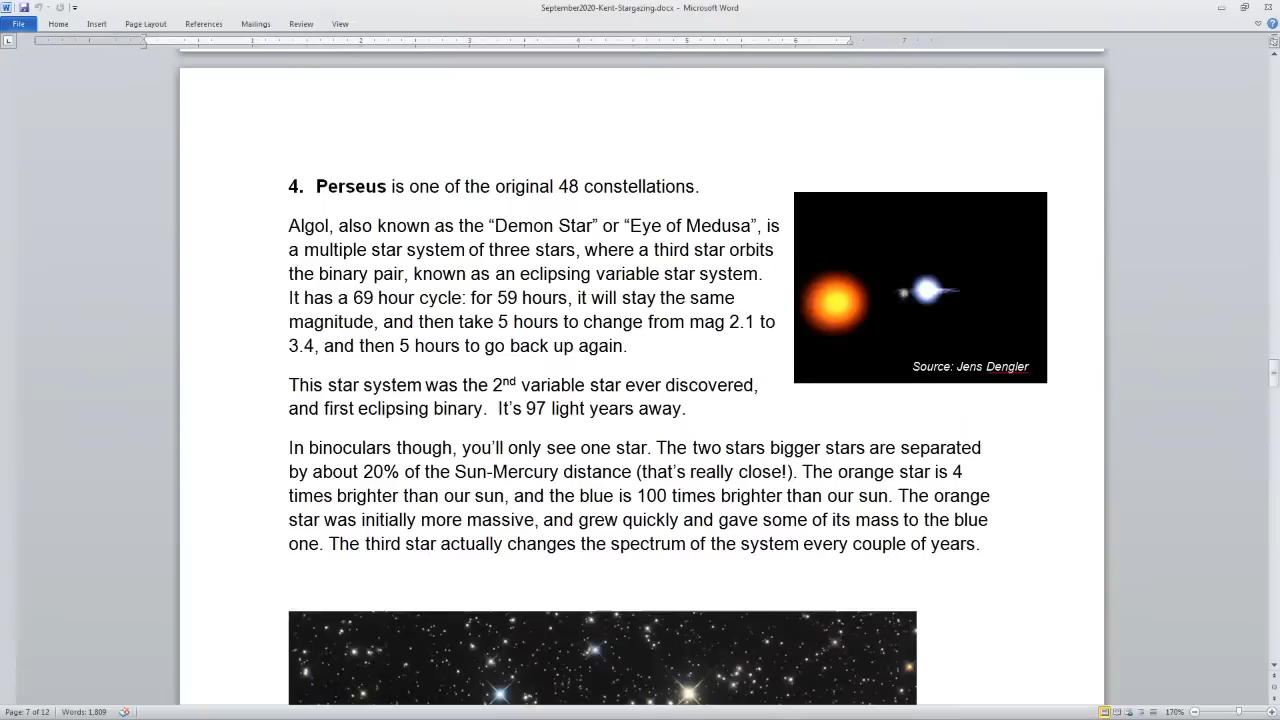 September2020-Kent-Stargazing.docx - Microsoft Word
File Home Insert Page Layout References Mailings Review View
1 2 3 4 5 6 7
4. Perseus is one of the original 48 constellations.
Algol, also known as the “Demon Star” or “Eye of Medusa”, is
a multiple star system of three stars, where a third star orbits
the binary pair, known as an eclipsing variable star system.
It has a 69 hour cycle: for 59 hours, it will stay the same
magnitude, and then take 5 hours to change from mag 2.1 to
3.4, and then 5 hours to go back up again.
Source: Jens Dengler
This star system was the 2nd variable star ever discovered,
and first eclipsing binary. It’s 97 light years away.
In binoculars though, you’ll only see one star. The two stars bigger stars are separated
by about 20% of the Sun-Mercury distance (that’s really close!). The orange star is 4
times brighter than our sun, and the blue is 100 times brighter than our sun. The orange
star was initially more massive, and grew quickly and gave some of its mass to the blue
one. The third star actually changes the spectrum of the system every couple of years.
Page: 7 of 12 Words: 1,809 170%